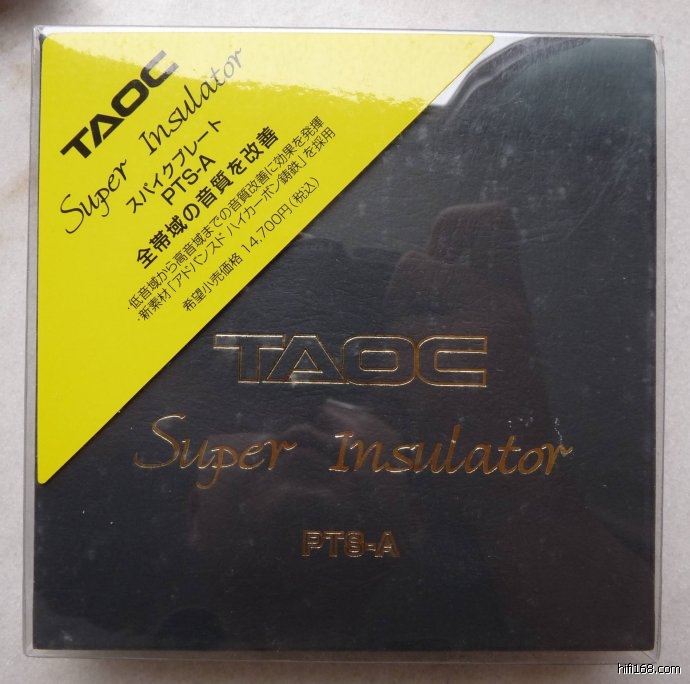 TAOC
Super Insulator
スパイクプレート
PTS-A
全帯域の音質を改善
・低音域から高音域までの音質改善に効果を発揮
・新素材「アドバンスド ハイカーボン鋳鉄」を採用
希望小売価格 14,700円(税込)
TAOC
Super Insulator
PTS-A
hifi168.com